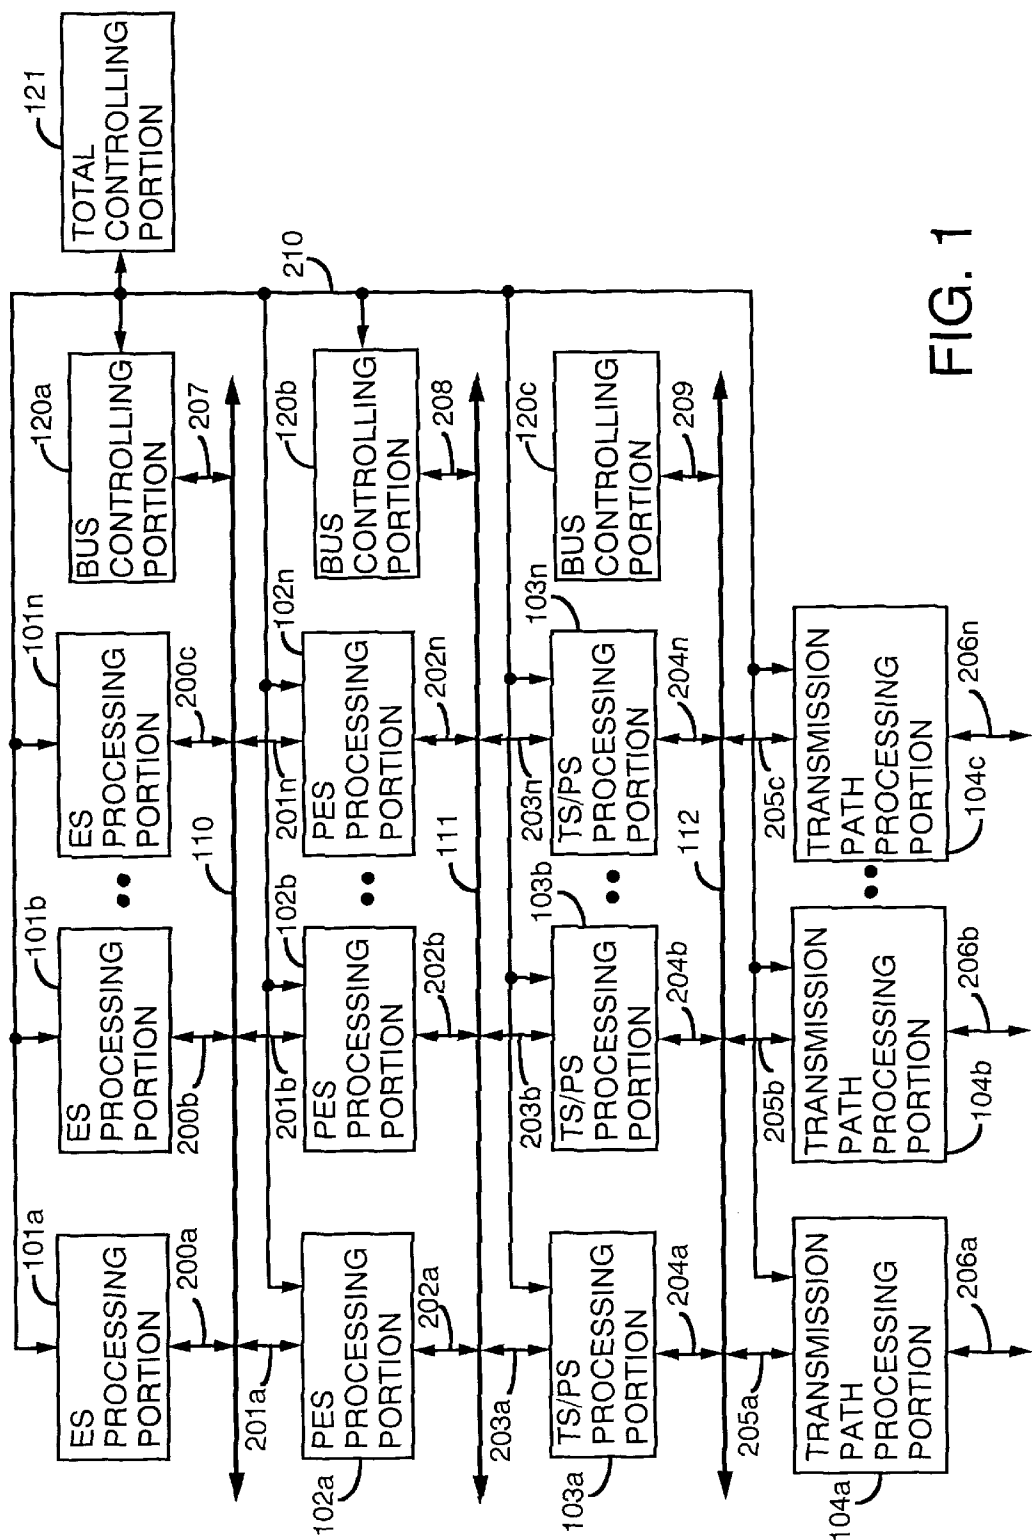 121
TOTAL
CONTROLLING
PORTION
101a
ES
PROCESSING
PORTION
101b
ES
PROCESSING
PORTION
101n
ES
PROCESSING
PORTION
120a
BUS
CONTROLLING
PORTION
200a
200b
200c
207
110
210
201a
201b
201n
102a
PES
PROCESSING
PORTION
102b
PES
PROCESSING
PORTION
102n
PES
PROCESSING
PORTION
120b
BUS
CONTROLLING
PORTION
202a
202b
202n
208
111
203a
203b
203n
103a
TS/PS
PROCESSING
PORTION
103b
TS/PS
PROCESSING
PORTION
103n
TS/PS
PROCESSING
PORTION
120c
BUS
CONTROLLING
PORTION
204a
204b
204n
209
112
205a
205b
205c
104a
TRANSMISSION
PATH
PROCESSING
PORTION
104b
TRANSMISSION
PATH
PROCESSING
PORTION
104c
TRANSMISSION
PATH
PROCESSING
PORTION
206a
206b
206n
FIG. 1